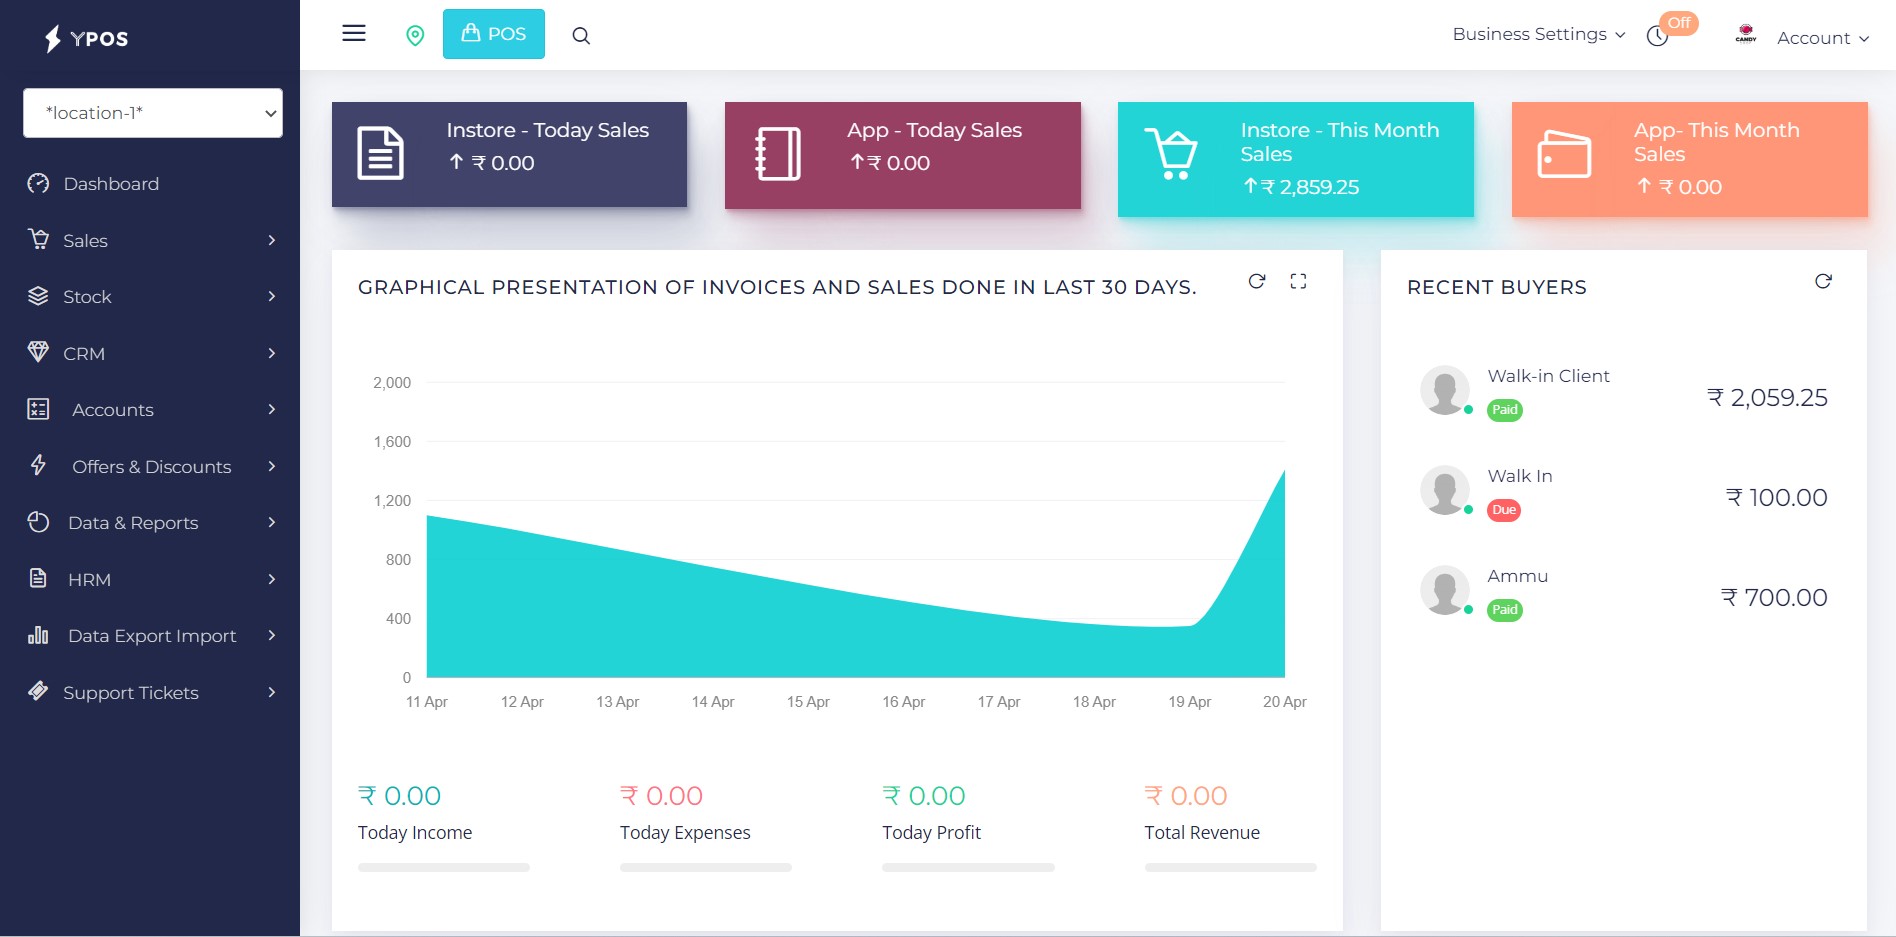 YPOS
POS
Business Settings
Off
CANDY
Account
*location-1*
Dashboard
Sales
Stock
CRM
Accounts
Offers & Discounts
Data & Reports
HRM
Data Export Import
Support Tickets
Instore - Today Sales
↑ ₹ 0.00
App - Today Sales
↑₹ 0.00
Instore - This Month
Sales
↑₹ 2,859.25
App- This Month
Sales
↑ ₹ 0.00
GRAPHICAL PRESENTATION OF INVOICES AND SALES DONE IN LAST 30 DAYS.
2,000
1,600
1,200
800
400
0
11 Apr 12 Apr 13 Apr 14 Apr 15 Apr 16 Apr 17 Apr 18 Apr 19 Apr 20 Apr
₹ 0.00
Today Income
₹ 0.00
Today Expenses
₹ 0.00
Today Profit
₹ 0.00
Total Revenue
RECENT BUYERS
Walk-in Client
Paid
₹ 2,059.25
Walk In
Due
₹ 100.00
Ammu
Paid
₹ 700.00